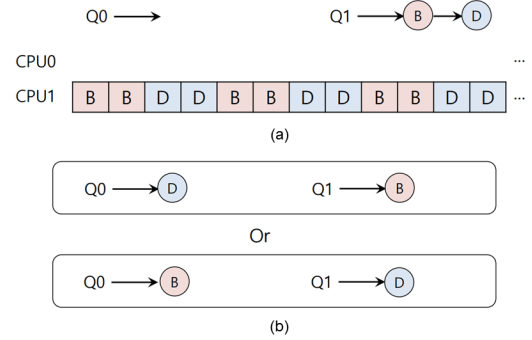 Q0 Q1 B D
CPU0 ...
CPU1 B B D D B B D D B B D D ...
(a)
Q0 D Q1 B
Or
Q0 B Q1 D
(b)